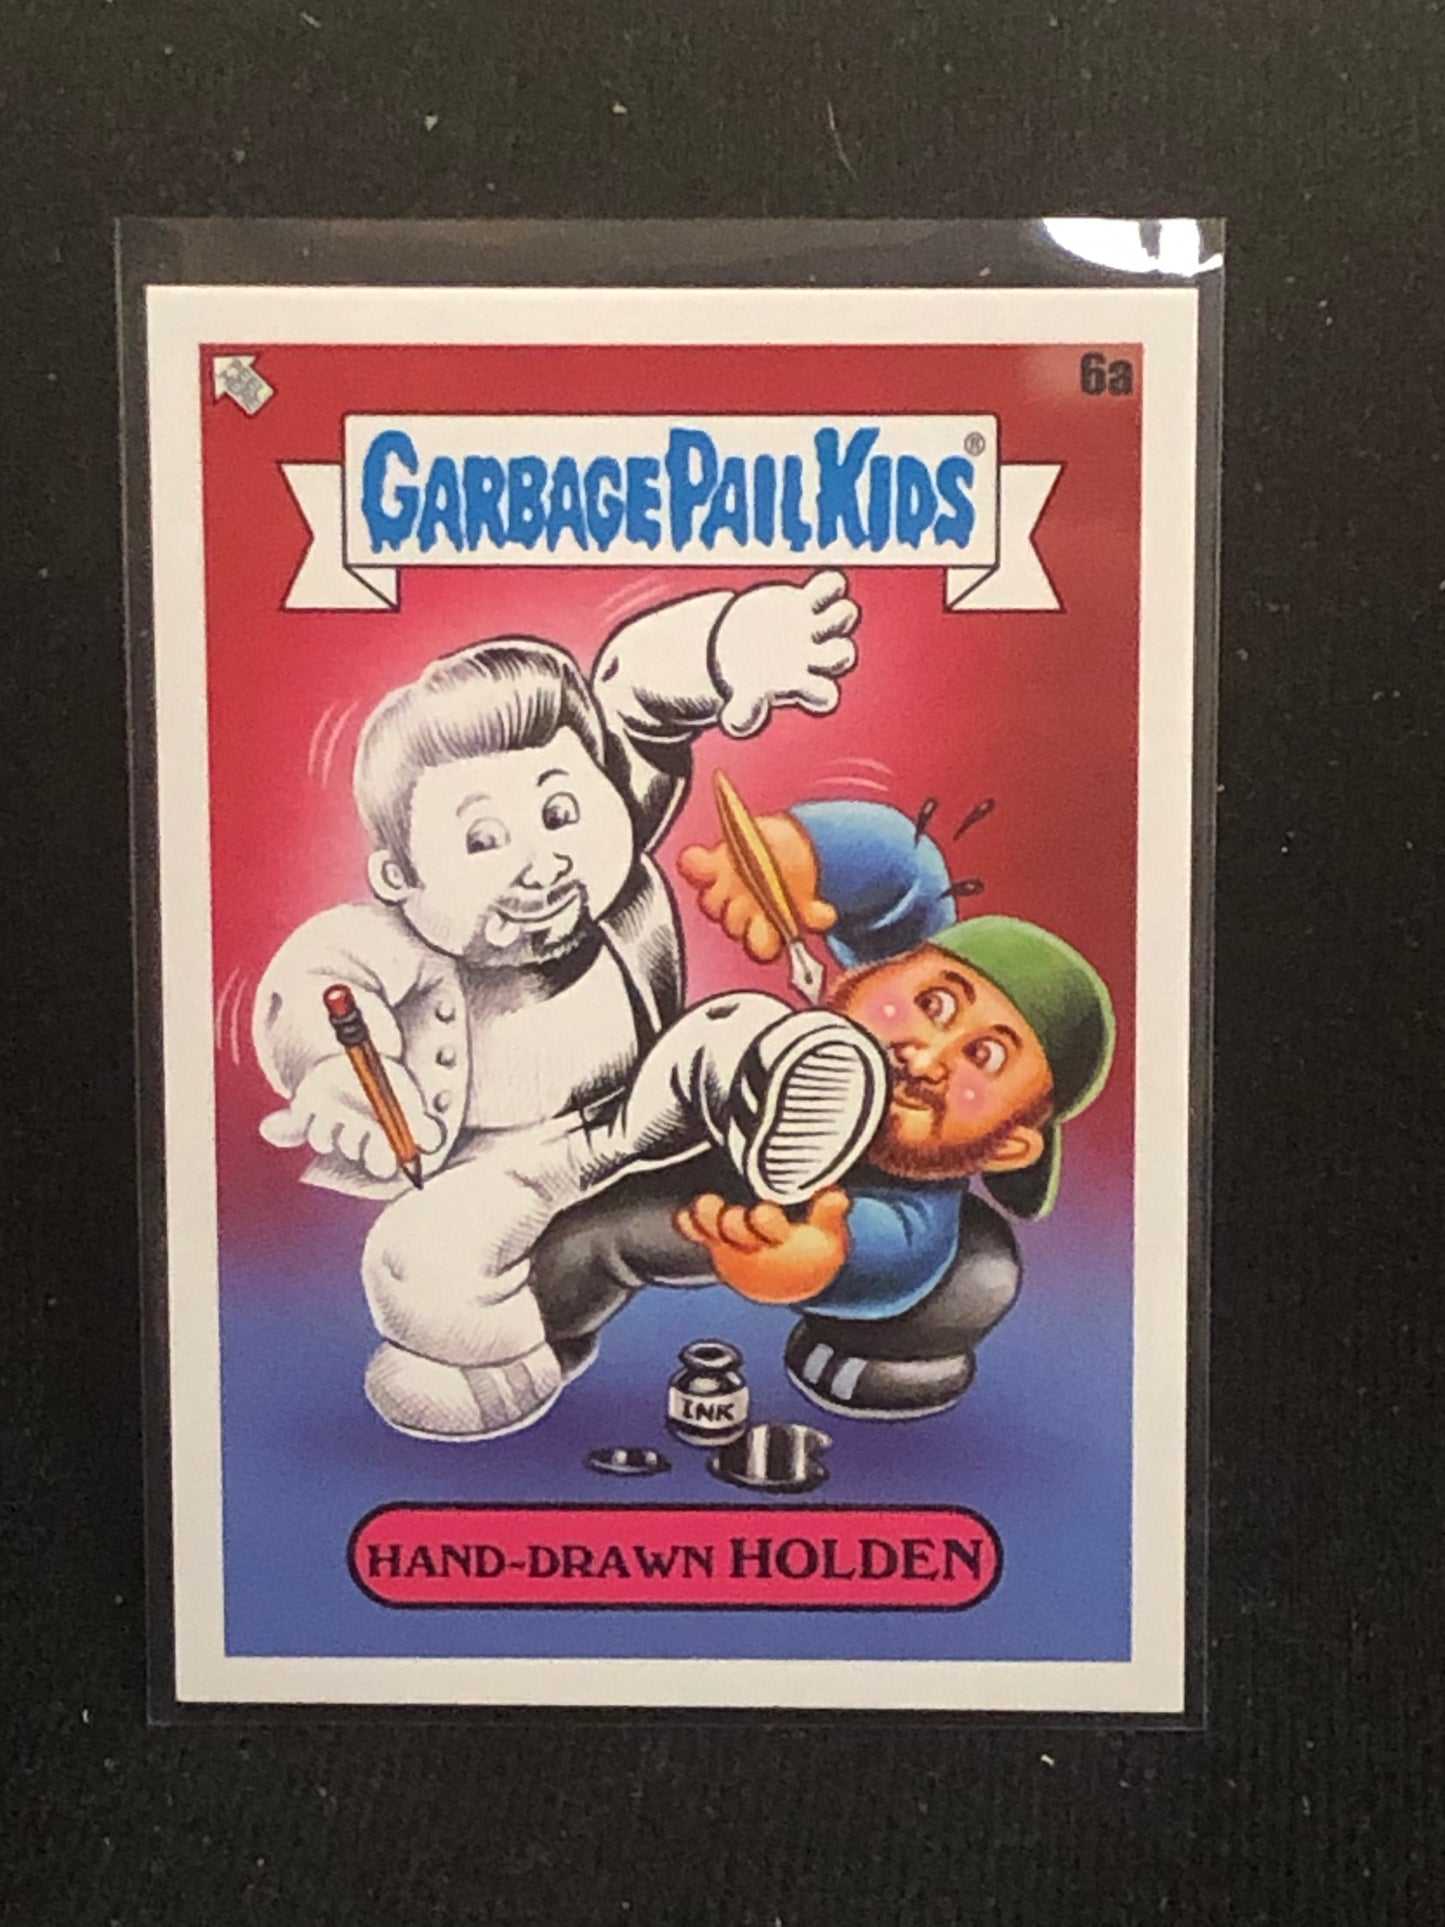 6a
GARBAGE PAIL KIDS®
INK
HAND-DRAWN HOLDEN